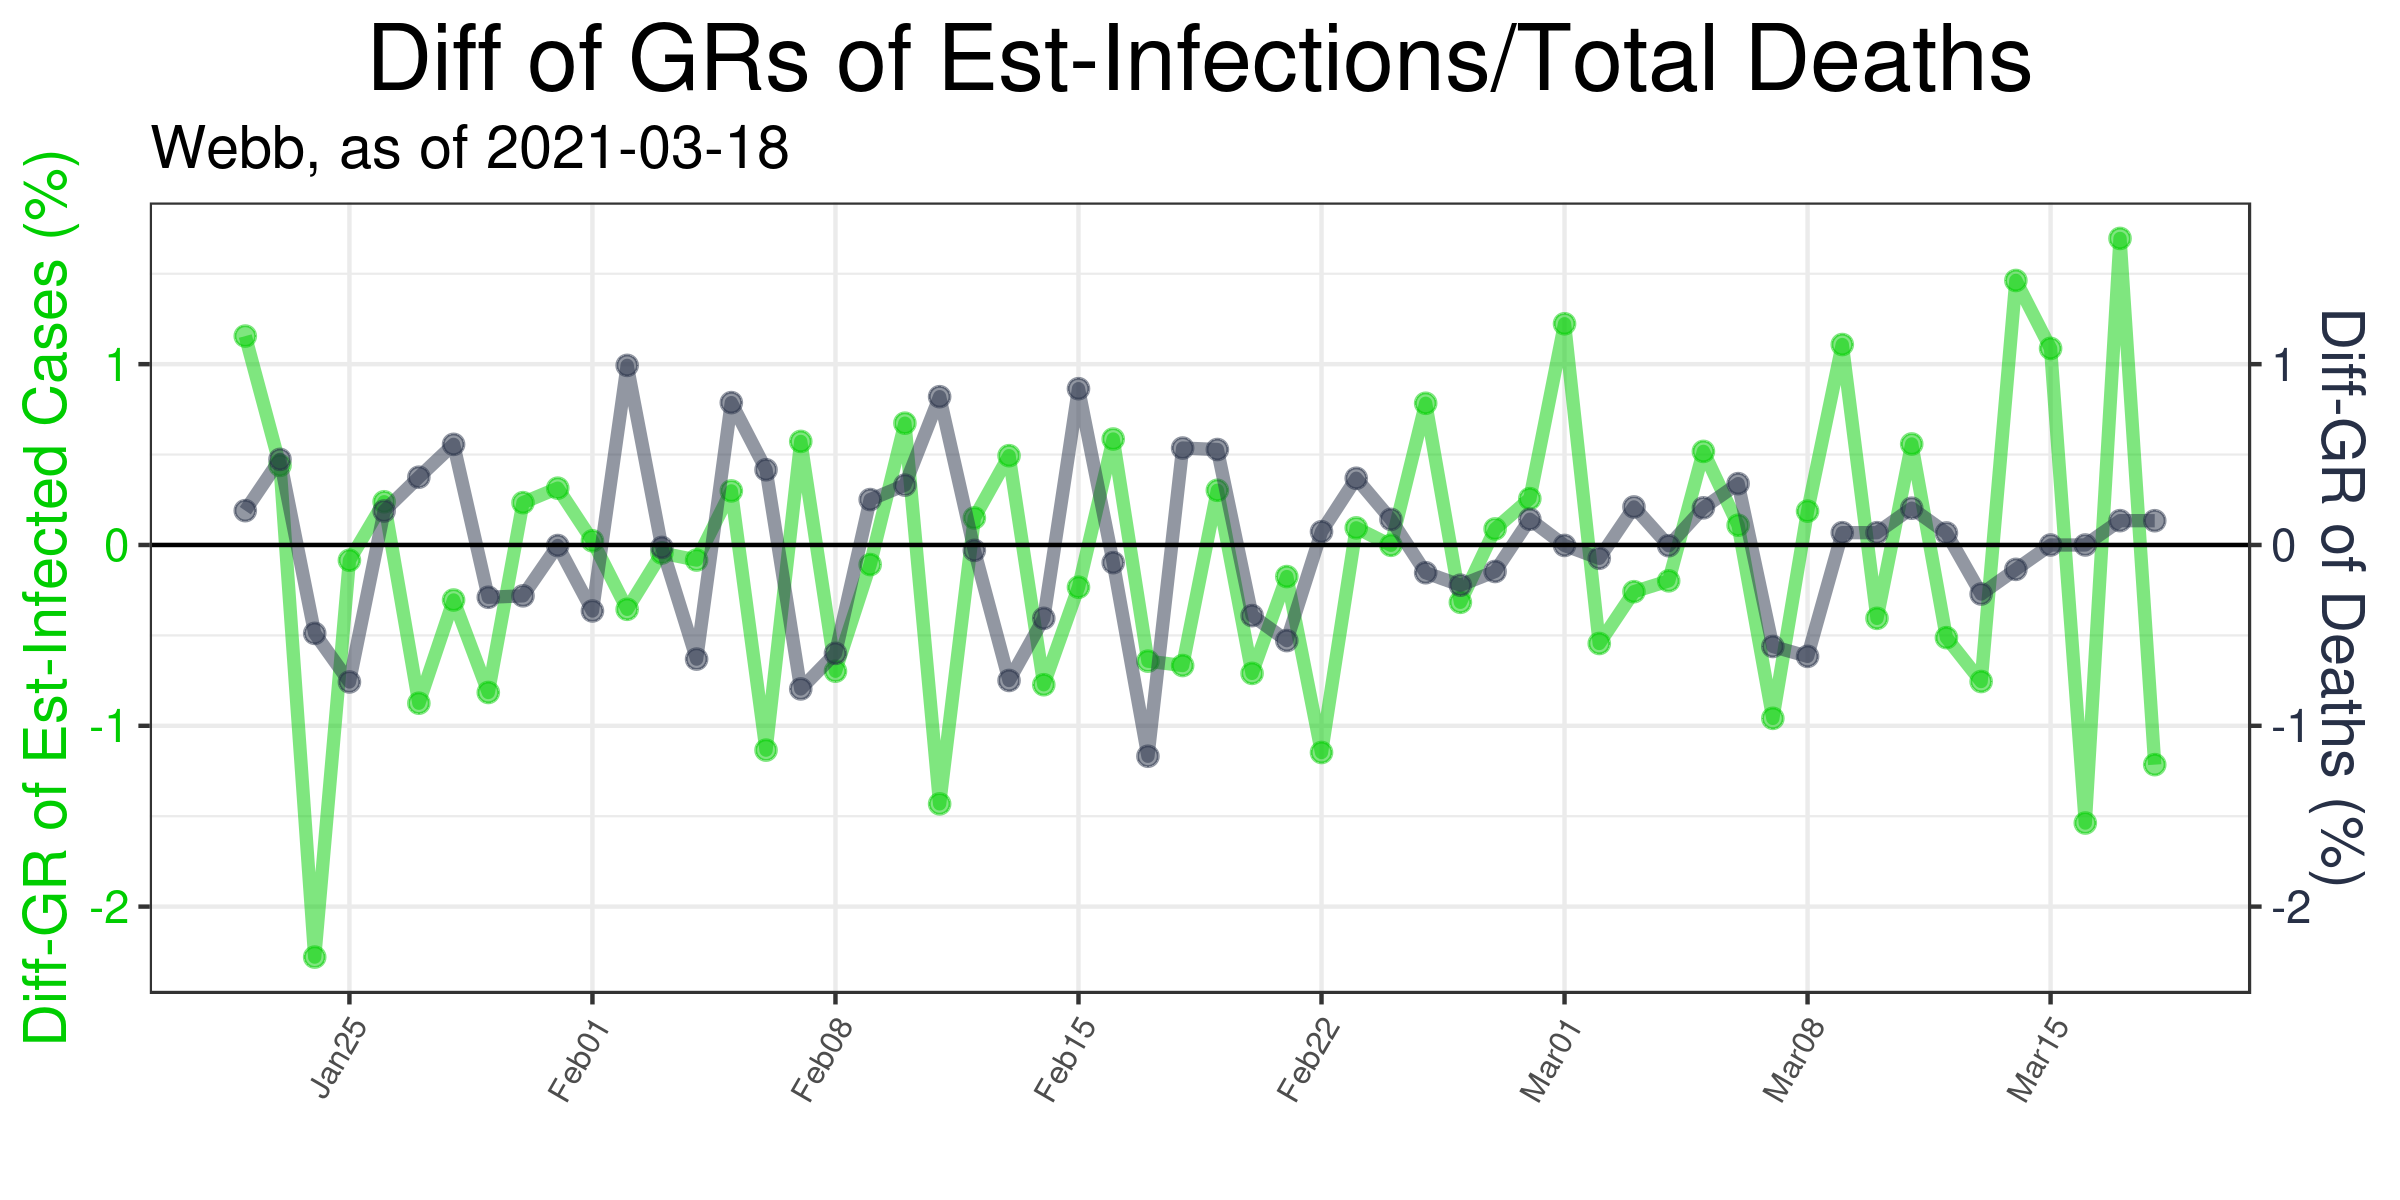 Diff of GRs of Est-Infections/Total Deaths
Webb, as of 2021-03-18
Diff-GR of Est-Infected Cases (%)
1
0
-1
-2
1
0
-1
-2
Diff-GR of Deaths (%)
Jan25
Feb01
Feb08
Feb15
Feb22
Mar01
Mar08
Mar15